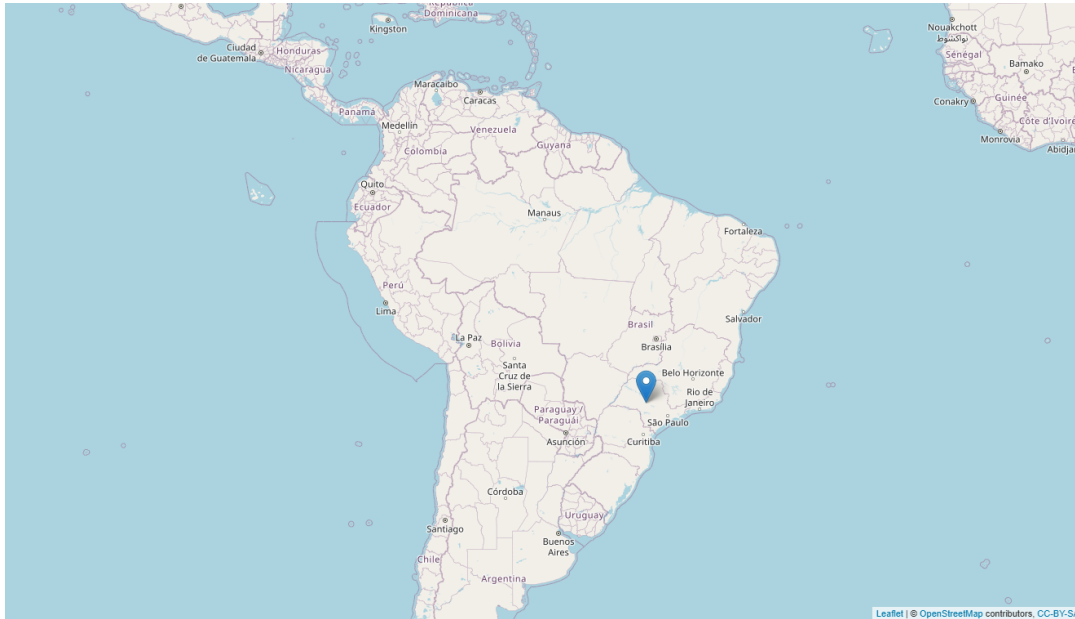 República
Dominicana
Kingston
Nouakchott
نواكشوط
Ciudad
de Guatemala
Honduras
Nicaragua
Sénégal
Bamako
Maracaibo
Caracas
Conakry
Guinée
Panamá
Medellín
Venezuela
Côte d'Ivoire
Monrovia
Guyana
Abidja
Colombia
Quito
Ecuador
Manaus
Fortaleza
Perú
Lima
Salvador
Brasil
La Paz
Bolivia
Brasília
Santa
Cruz de
la Sierra
Belo Horizonte
Rio de
Janeiro
Paraguay /
Paraguái
São Paulo
Asunción
Curitiba
Córdoba
Uruguay
Santiago
Buenos
Aires
Chile
Argentina
Leaflet | © OpenStreetMap contributors, CC-BY-SA